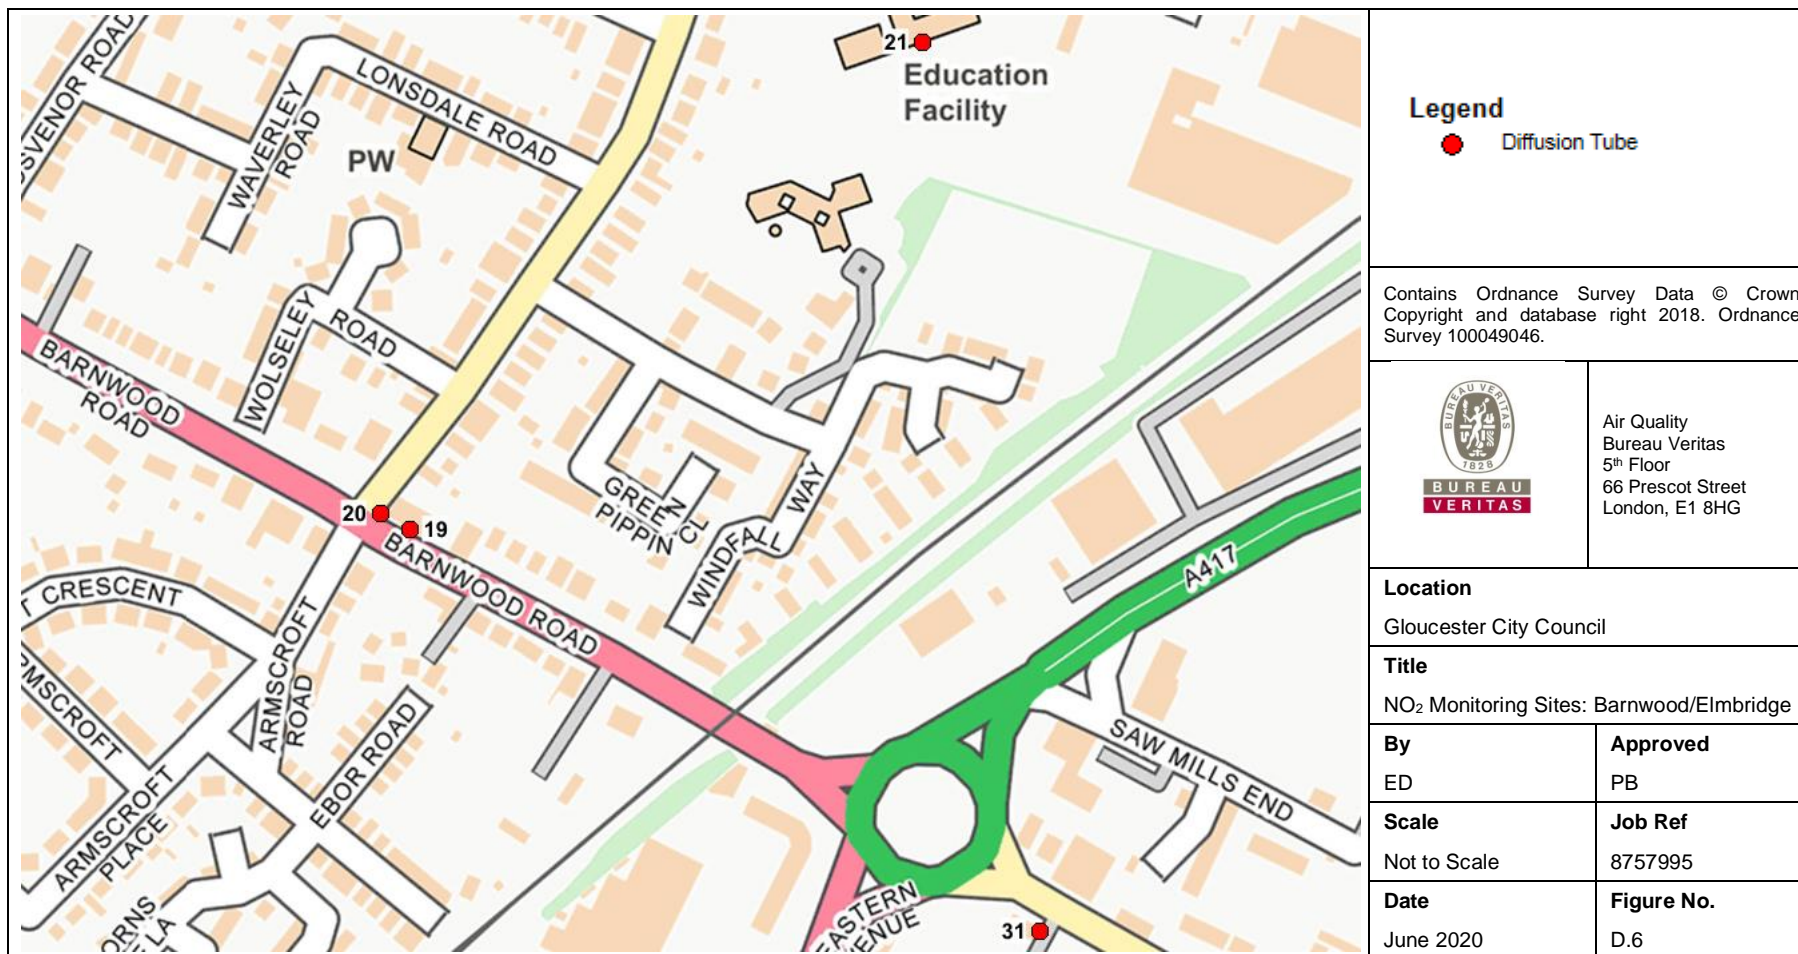 21
Education
Facility
LONSDALE ROAD
WAVERLEY
ROAD
PW
WOLSELEY
ROAD
BARNWOOD
ROAD
20
19
BARNWOOD ROAD
GREEN
PIPPIN CL
WINDFALL WAY
A417
CRESCENT
ARMSCROFT
ROAD
ARMSCROFT
PLACE
EBOR ROAD
SAW MILLS END
31
Legend
Diffusion Tube
Contains Ordnance Survey Data © Crown
Copyright and database right 2018. Ordnance
Survey 100049046.
BUREAU VERITAS
1828
BUREAU
VERITAS
Air Quality
Bureau Veritas
5th Floor
66 Prescot Street
London, E1 8HG
Location
Gloucester City Council
Title
NO₂ Monitoring Sites: Barnwood/Elmbridge
By
Approved
ED
PB
Scale
Job Ref
Not to Scale
8757995
Date
Figure No.
June 2020
D.6